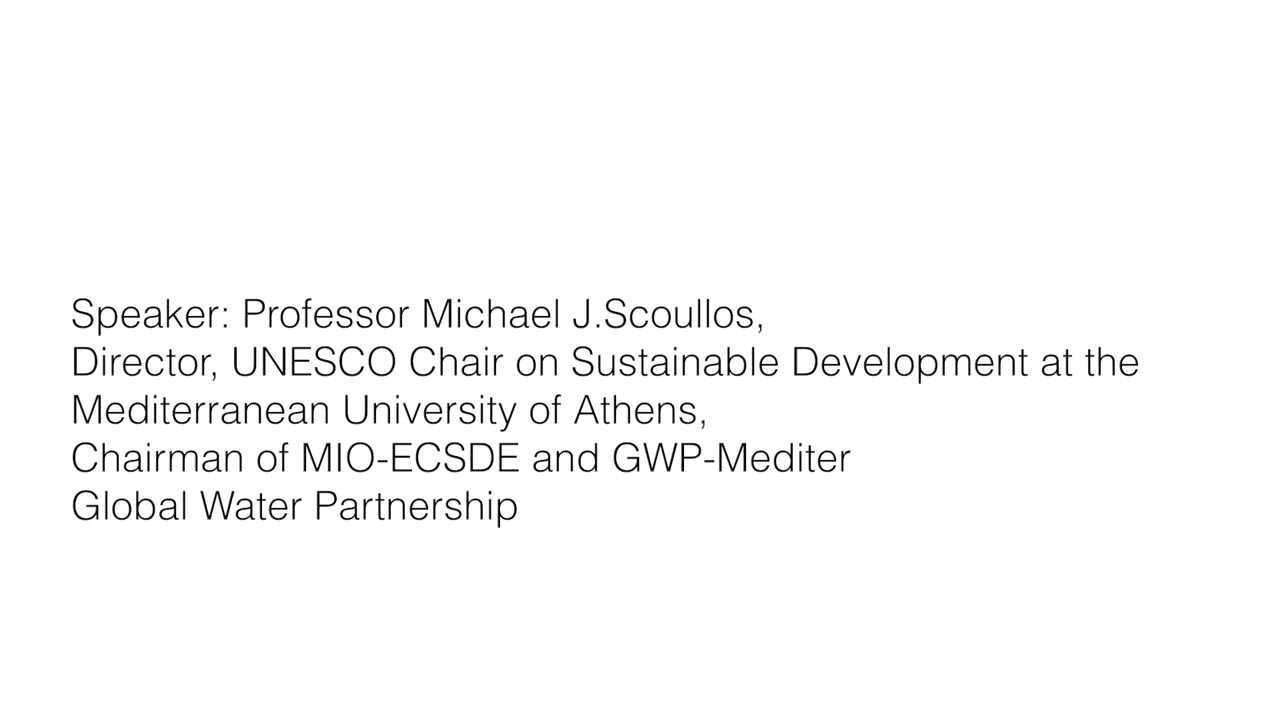 Speaker: Professor Michael J.Scoullos,
Director, UNESCO Chair on Sustainable Development at the
Mediterranean University of Athens,
Chairman of MIO-ECSDE and GWP-Mediter
Global Water Partnership